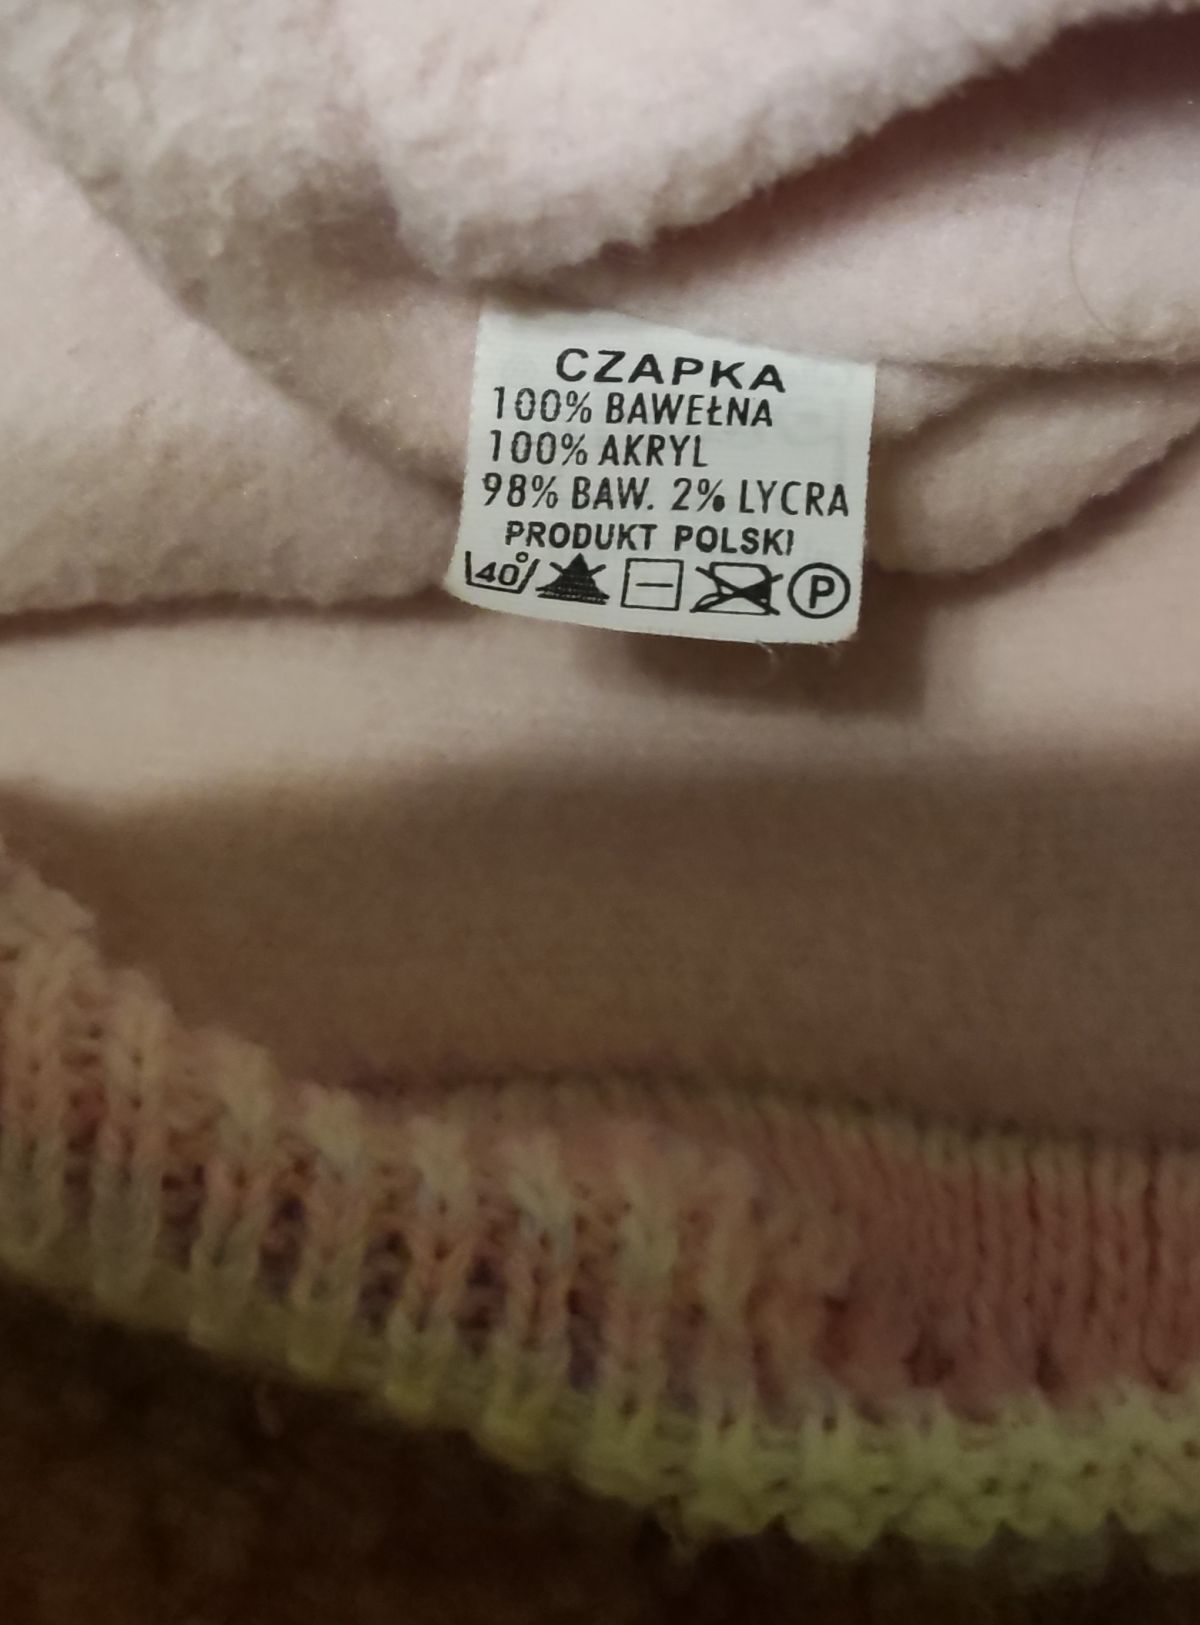 CZAPKA
100% BAWEŁNA
100% AKRYL
98% BAW. 2% LYCRA
PRODUKT POLSKI
40° P